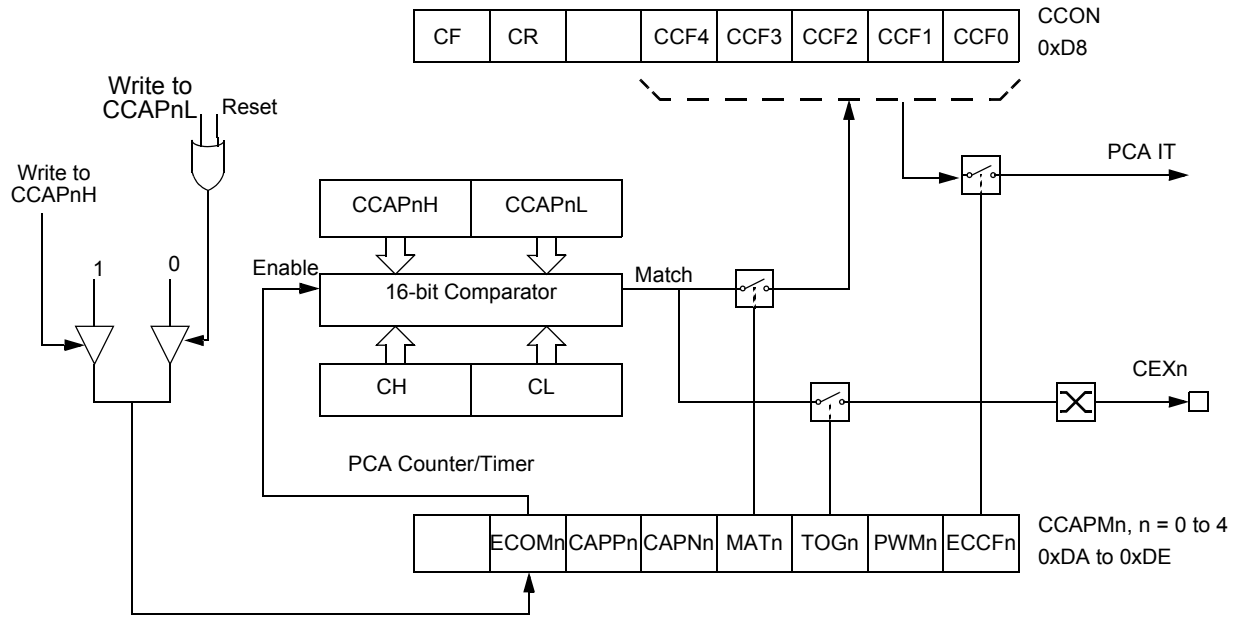 CF CR CCF4 CCF3 CCF2 CCF1 CCF0
CCON
0xD8
Write to
CCAPnL
Reset
Write to
CCAPnH
PCA IT
CCAPnH CCAPnL
1 0
Enable
16-bit Comparator
Match
CH CL
CEXn
PCA Counter/Timer
ECOMn CAPPn CAPNn MATn TOGn PWMn ECCFn
CCAPMn, n = 0 to 4
0xDA to 0xDE